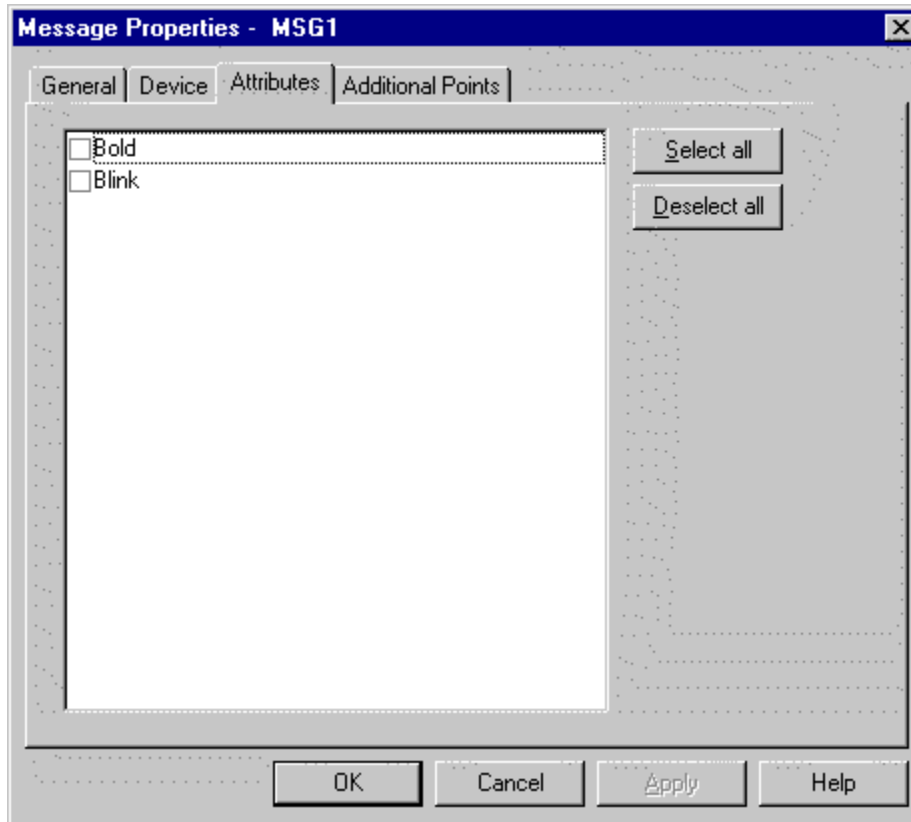 Message Properties - MSG1
General Device Attributes Additional Points
Bold
Blink
Select all
Deselect all
OK Cancel Apply Help